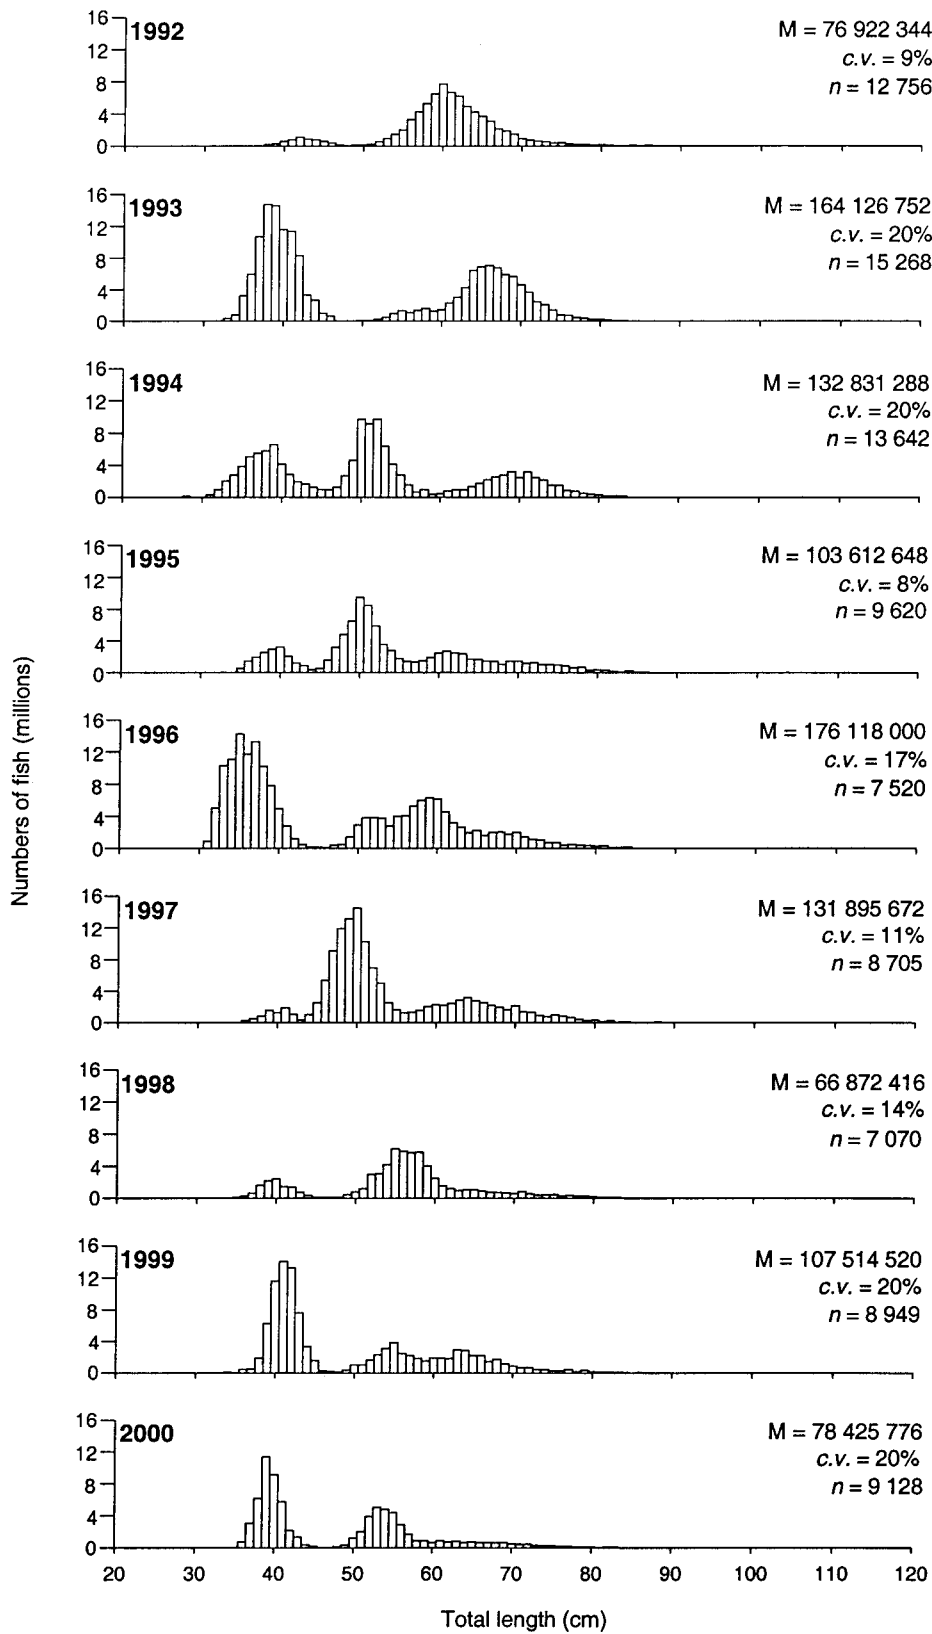 16
12
8
4
0
1992
M = 76 922 344
c.v. = 9%
n = 12 756
16
12
8
4
0
1993
M = 164 126 752
c.v. = 20%
n = 15 268
16
12
8
4
0
1994
M = 132 831 288
c.v. = 20%
n = 13 642
16
12
8
4
0
1995
M = 103 612 648
c.v. = 8%
n = 9 620
Numbers of fish (millions)
16
12
8
4
0
1996
M = 176 118 000
c.v. = 17%
n = 7 520
16
12
8
4
0
1997
M = 131 895 672
c.v. = 11%
n = 8 705
16
12
8
4
0
1998
M = 66 872 416
c.v. = 14%
n = 7 070
16
12
8
4
0
1999
M = 107 514 520
c.v. = 20%
n = 8 949
16
12
8
4
0
2000
M = 78 425 776
c.v. = 20%
n = 9 128
20 30 40 50 60 70 80 90 100 110 120
Total length (cm)